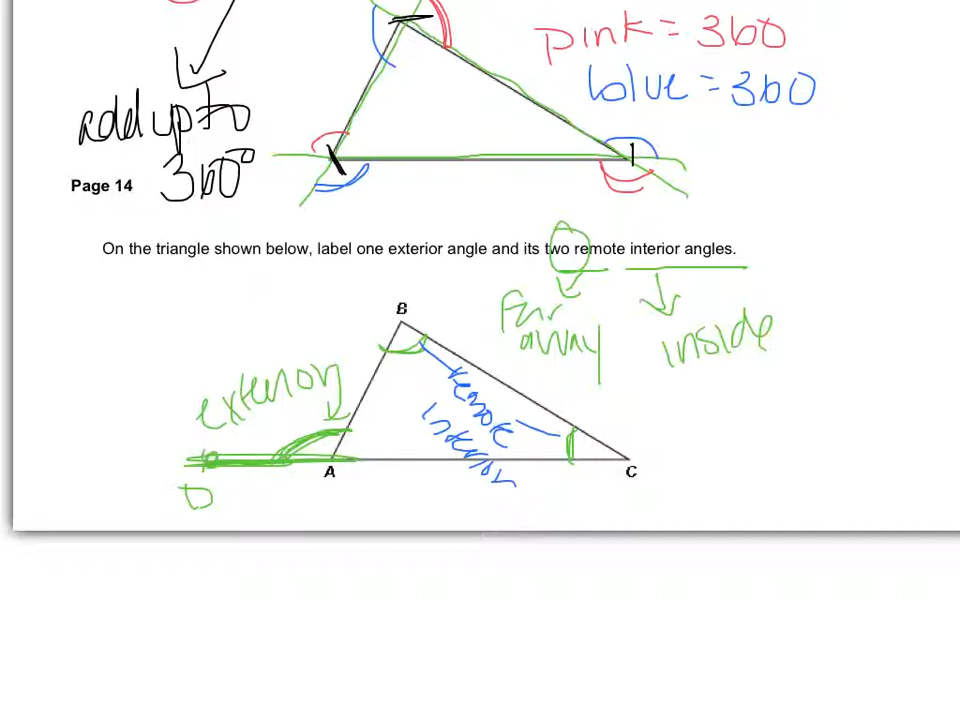 pink = 360
blue = 360
add up to
360°
Page 14
On the triangle shown below, label one exterior angle and its two remote interior angles.
far
away
inside
B
exterior
remote
interior
A
C
D